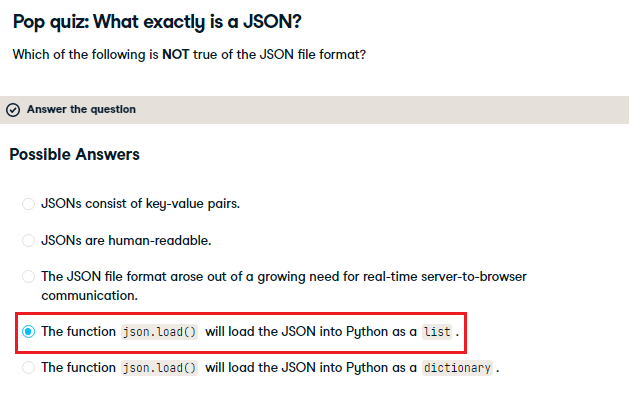 Pop quiz: What exactly is a JSON?
Which of the following is NOT true of the JSON file format?
Answer the question
Possible Answers
JSONs consist of key-value pairs.
JSONs are human-readable.
The JSON file format arose out of a growing need for real-time server-to-browser
communication.
The function json.load() will load the JSON into Python as a list .
The function json.load() will load the JSON into Python as a dictionary .